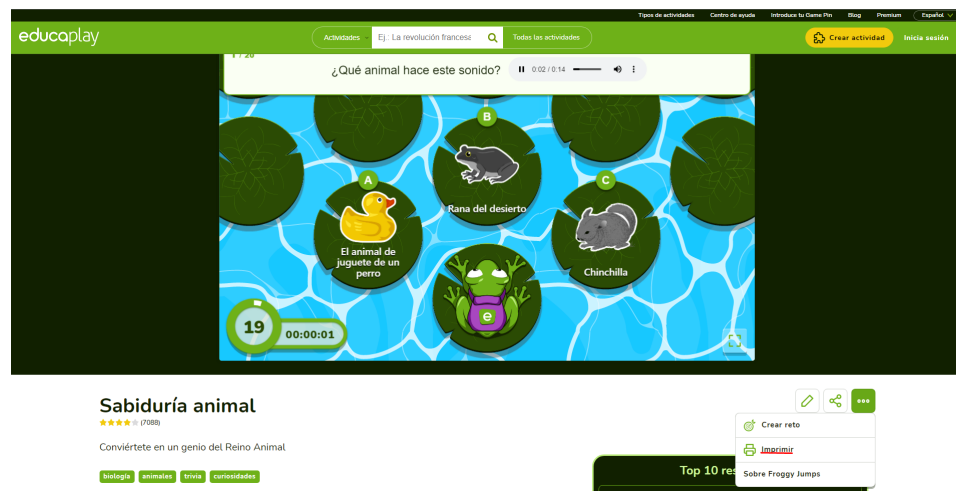 Tipos de actividades Centro de ayuda Introduce tu Game Pin Blog Premium Español
educaplay Actividades Ej.: La revolución francesa Todas las actividades Crear actividad Inicia sesión
1 / 20
¿Qué animal hace este sonido? 0:02 / 0:14
B
A
C
Rana del desierto
El animal de
juguete de un
perro
Chinchilla
e
19 00:00:01
Sabiduría animal
(7088)
Crear reto
Conviértete en un genio del Reino Animal
Imprimir
Top 10 res
Sobre Froggy Jumps
biología animales trivia curiosidades